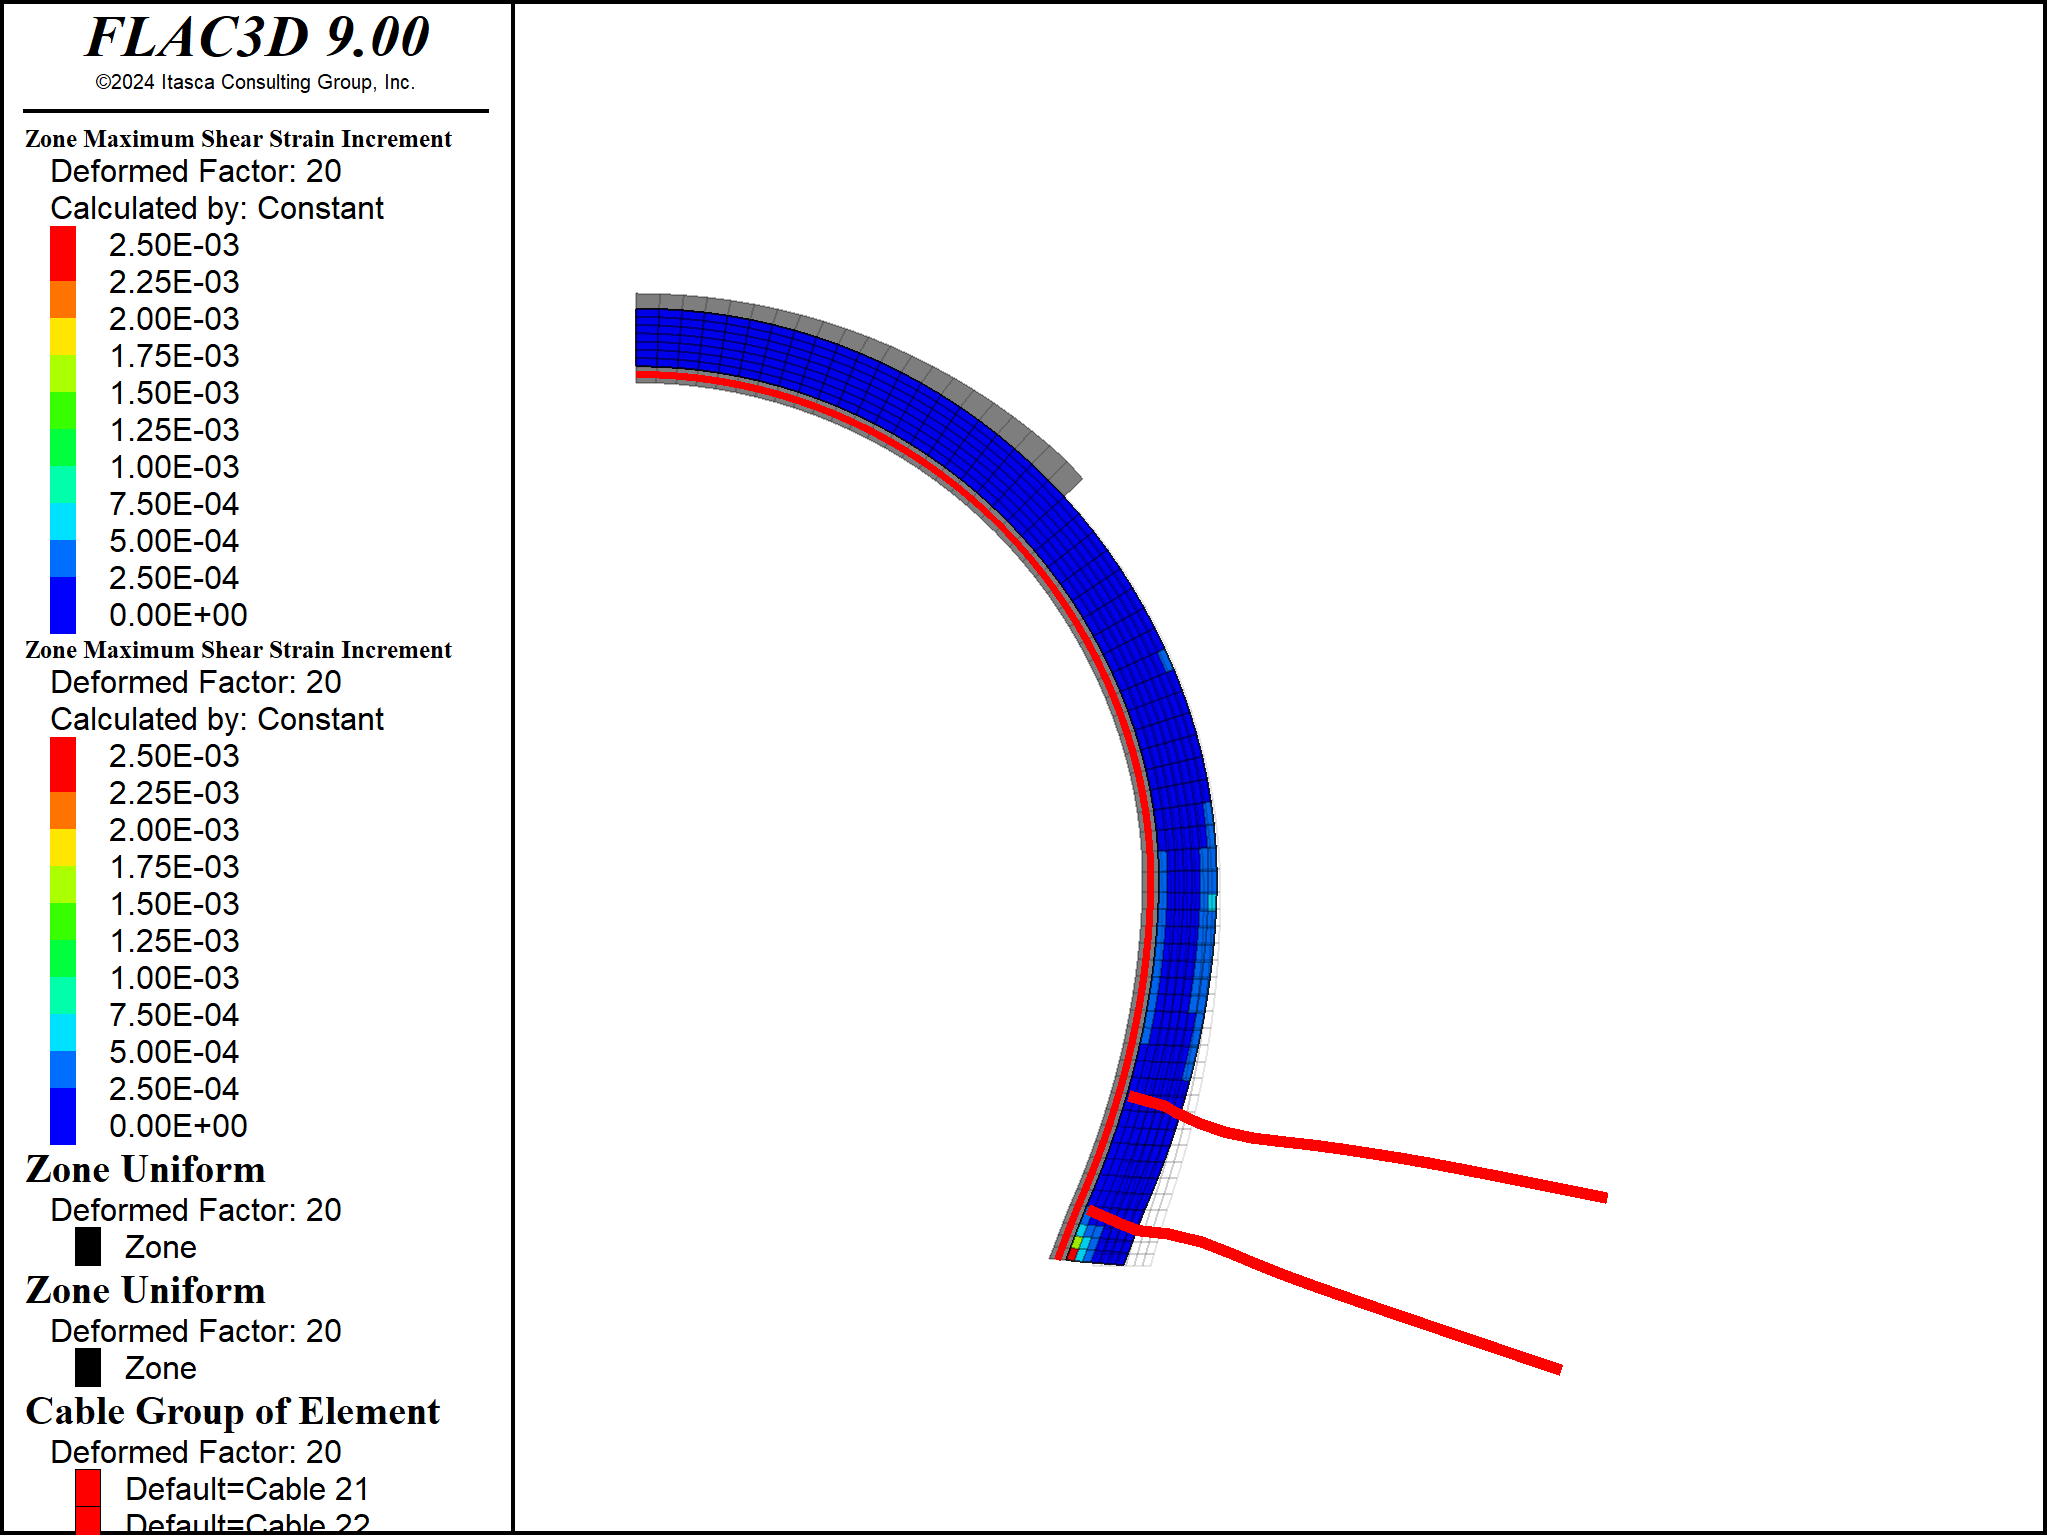 FLAC3D 9.00
©2024 Itasca Consulting Group, Inc.
Zone Maximum Shear Strain Increment
Deformed Factor: 20
Calculated by: Constant
2.50E-03
2.25E-03
2.00E-03
1.75E-03
1.50E-03
1.25E-03
1.00E-03
7.50E-04
5.00E-04
2.50E-04
0.00E+00
Zone Maximum Shear Strain Increment
Deformed Factor: 20
Calculated by: Constant
2.50E-03
2.25E-03
2.00E-03
1.75E-03
1.50E-03
1.25E-03
1.00E-03
7.50E-04
5.00E-04
2.50E-04
0.00E+00
Zone Uniform
Deformed Factor: 20
Zone
Zone Uniform
Deformed Factor: 20
Zone
Cable Group of Element
Deformed Factor: 20
Default=Cable 21
Default=Cable 22